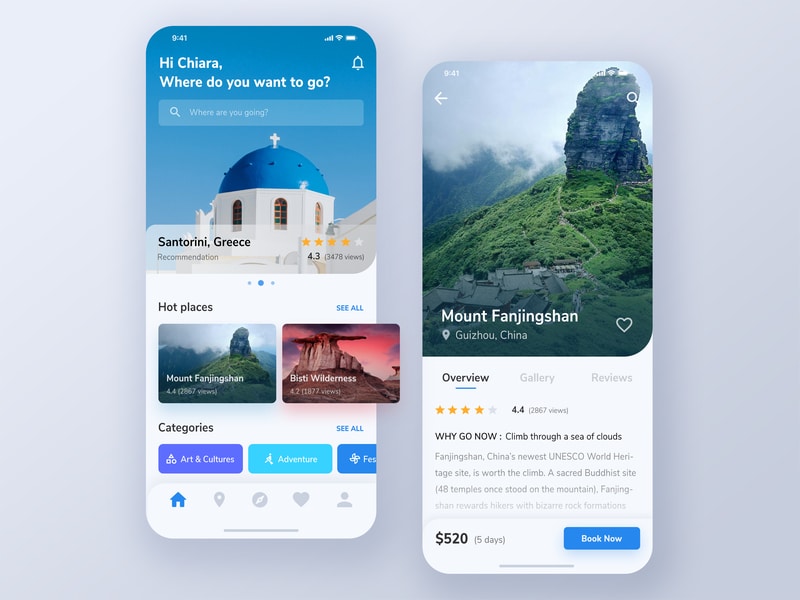 9:41
Hi Chiara,
Where do you want to go?
Where are you going?
Santorini, Greece
Recommendation
4.3 (3478 views)
Hot places
SEE ALL
Mount Fanjingshan
4.4 (2867 views)
Bisti Wilderness
4.2 (1877 views)
Categories
SEE ALL
Art & Cultures
Adventure
Fes
9:41
Mount Fanjingshan
Guizhou, China
Overview
Gallery
Reviews
4.4 (2867 views)
WHY GO NOW : Climb through a sea of clouds
Fanjingshan, China's newest UNESCO World Heri-
tage site, is worth the climb. A sacred Buddhist site
(48 temples once stood on the mountain), Fanjing-
shan rewards hikers with bizarre rock formations
$520 (5 days)
Book Now